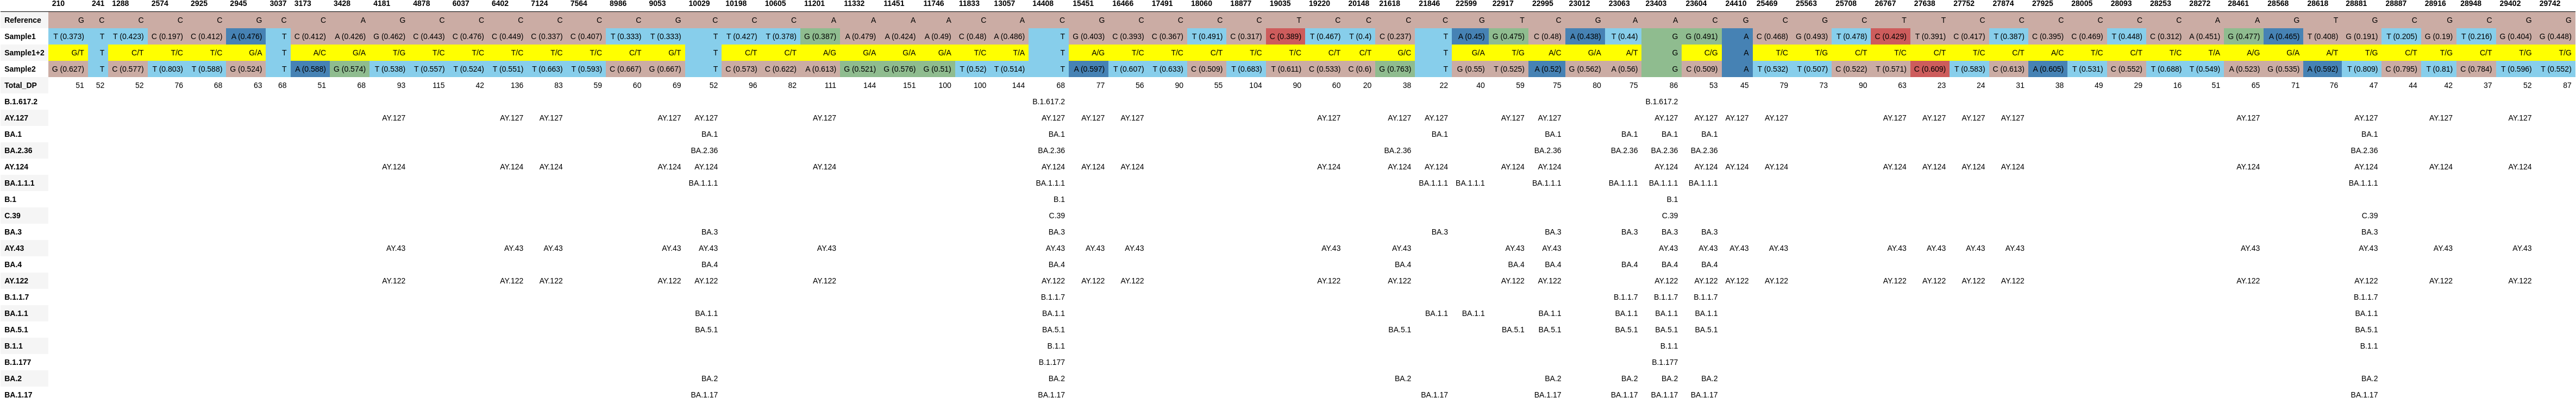 210 241 1288 2574 2925 2945 3037 3173 3428 4181 4878 6037 6402 7124 7564 8986 9053 10029 10198 10605 11201 11332 11451 11746 11833 13057 14408 15451 16466 17491 18060 18877 19035 19220 20148 21618 21846 22599 22917 22995 23012 23063 23403 23604 24410 25469 25563 25708 26767 27638 27752 27874 27925 28005 28093 28253 28272 28461 28568 28618 28881 28887 28916 28948 29402 29742
Reference G C C C C G C C A G C C C C C C G C C C A A A A C A C G C C C C T C C C C G T C G A A C G C G C T T C C C C C C A A G T G C G C G G
Sample1 T (0.373) T T (0.423) C (0.197) C (0.412) A (0.476) T C (0.412) A (0.426) G (0.462) C (0.443) C (0.476) C (0.449) C (0.337) C (0.407) T (0.333) T (0.333) T T (0.427) T (0.378) G (0.387) A (0.479) A (0.424) A (0.49) C (0.48) A (0.486) T G (0.403) C (0.393) C (0.367) T (0.491) C (0.317) C (0.389) T (0.467) T (0.4) C (0.237) T A (0.45) G (0.475) C (0.48) A (0.438) T (0.44) G G (0.491) A C (0.468) G (0.493) T (0.478) C (0.429) T (0.391) C (0.417) T (0.387) C (0.395) C (0.469) T (0.448) C (0.312) A (0.451) G (0.477) A (0.465) T (0.408) G (0.191) T (0.205) G (0.19) T (0.216) G (0.404) G (0.448)
Sample1+2 G/T T C/T T/C T/C G/A T A/C G/A T/G T/C T/C T/C T/C T/C C/T G/T T C/T C/T A/G G/A G/A G/A T/C T/A T A/G T/C T/C C/T T/C T/C C/T C/T G/C T G/A T/G A/C G/A A/T G C/G A T/C T/G C/T T/C C/T T/C C/T A/C T/C C/T T/C T/A A/G G/A A/T T/G C/T T/G C/T T/G T/G
Sample2 G (0.627) T C (0.577) T (0.803) T (0.588) G (0.524) T A (0.588) G (0.574) T (0.538) T (0.557) T (0.524) T (0.551) T (0.663) T (0.593) C (0.667) G (0.667) T C (0.573) C (0.622) A (0.613) G (0.521) G (0.576) G (0.51) T (0.52) T (0.514) T A (0.597) T (0.607) T (0.633) C (0.509) T (0.683) T (0.611) C (0.533) C (0.6) G (0.763) T G (0.55) T (0.525) A (0.52) G (0.562) A (0.56) G C (0.509) A T (0.532) T (0.507) C (0.522) T (0.571) C (0.609) T (0.583) C (0.613) A (0.605) T (0.531) C (0.552) T (0.688) T (0.549) A (0.523) G (0.535) A (0.592) T (0.809) C (0.795) T (0.81) C (0.784) T (0.596) T (0.552)
Total_DP 51 52 52 76 68 63 68 51 68 93 115 42 136 83 59 60 69 52 96 82 111 144 151 100 100 144 68 77 56 90 55 104 90 60 20 38 22 40 59 75 80 75 86 53 45 79 73 90 63 23 24 31 38 49 29 16 51 65 71 76 47 44 42 37 52 87
B.1.617.2 B.1.617.2 B.1.617.2
AY.127 AY.127 AY.127 AY.127 AY.127 AY.127 AY.127 AY.127 AY.127 AY.127 AY.127 AY.127 AY.127 AY.127 AY.127 AY.127 AY.127 AY.127 AY.127 AY.127 AY.127 AY.127 AY.127 AY.127 AY.127 AY.127 AY.127
BA.1 BA.1 BA.1 BA.1 BA.1 BA.1 BA.1 BA.1 BA.1
BA.2.36 BA.2.36 BA.2.36 BA.2.36 BA.2.36 BA.2.36 BA.2.36 BA.2.36 BA.2.36
AY.124 AY.124 AY.124 AY.124 AY.124 AY.124 AY.124 AY.124 AY.124 AY.124 AY.124 AY.124 AY.124 AY.124 AY.124 AY.124 AY.124 AY.124 AY.124 AY.124 AY.124 AY.124 AY.124 AY.124 AY.124 AY.124 AY.124
BA.1.1.1 BA.1.1.1 BA.1.1.1 BA.1.1.1 BA.1.1.1 BA.1.1.1 BA.1.1.1 BA.1.1.1 BA.1.1.1 BA.1.1.1
B.1 B.1 B.1
C.39 C.39 C.39 C.39
BA.3 BA.3 BA.3 BA.3 BA.3 BA.3 BA.3 BA.3 BA.3
AY.43 AY.43 AY.43 AY.43 AY.43 AY.43 AY.43 AY.43 AY.43 AY.43 AY.43 AY.43 AY.43 AY.43 AY.43 AY.43 AY.43 AY.43 AY.43 AY.43 AY.43 AY.43 AY.43 AY.43 AY.43 AY.43
BA.4 BA.4 BA.4 BA.4 BA.4 BA.4 BA.4 BA.4 BA.4 BA.4
AY.122 AY.122 AY.122 AY.122 AY.122 AY.122 AY.122 AY.122 AY.122 AY.122 AY.122 AY.122 AY.122 AY.122 AY.122 AY.122 AY.122 AY.122 AY.122 AY.122 AY.122 AY.122 AY.122 AY.122 AY.122 AY.122
B.1.1.7 B.1.1.7 B.1.1.7 B.1.1.7 B.1.1.7 B.1.1.7
BA.1.1 BA.1.1 BA.1.1 BA.1.1 BA.1.1 BA.1.1 BA.1.1 BA.1.1 BA.1.1 BA.1.1
BA.5.1 BA.5.1 BA.5.1 BA.5.1 BA.5.1 BA.5.1 BA.5.1 BA.5.1 BA.5.1 BA.5.1
B.1.1 B.1.1 B.1.1 B.1.1
B.1.177 B.1.177 B.1.177
BA.2 BA.2 BA.2 BA.2 BA.2 BA.2 BA.2 BA.2 BA.2
BA.1.17 BA.1.17 BA.1.17 BA.1.17 BA.1.17 BA.1.17 BA.1.17 BA.1.17 BA.1.17